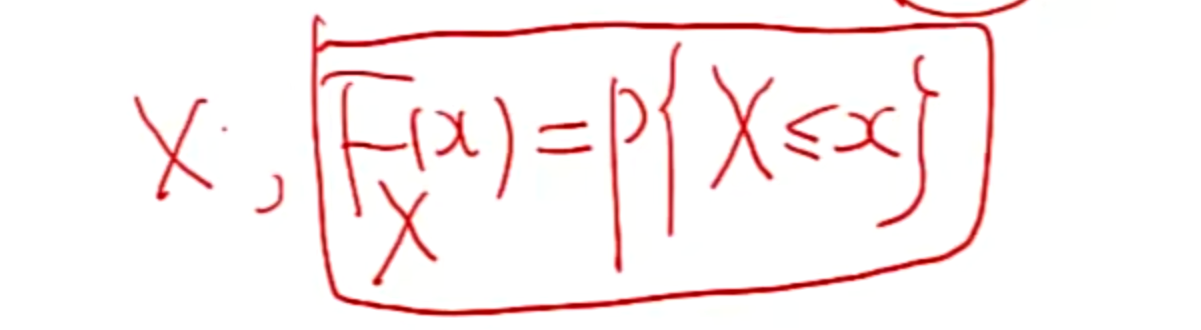 X, F_X(x) = P{X ≤ x}